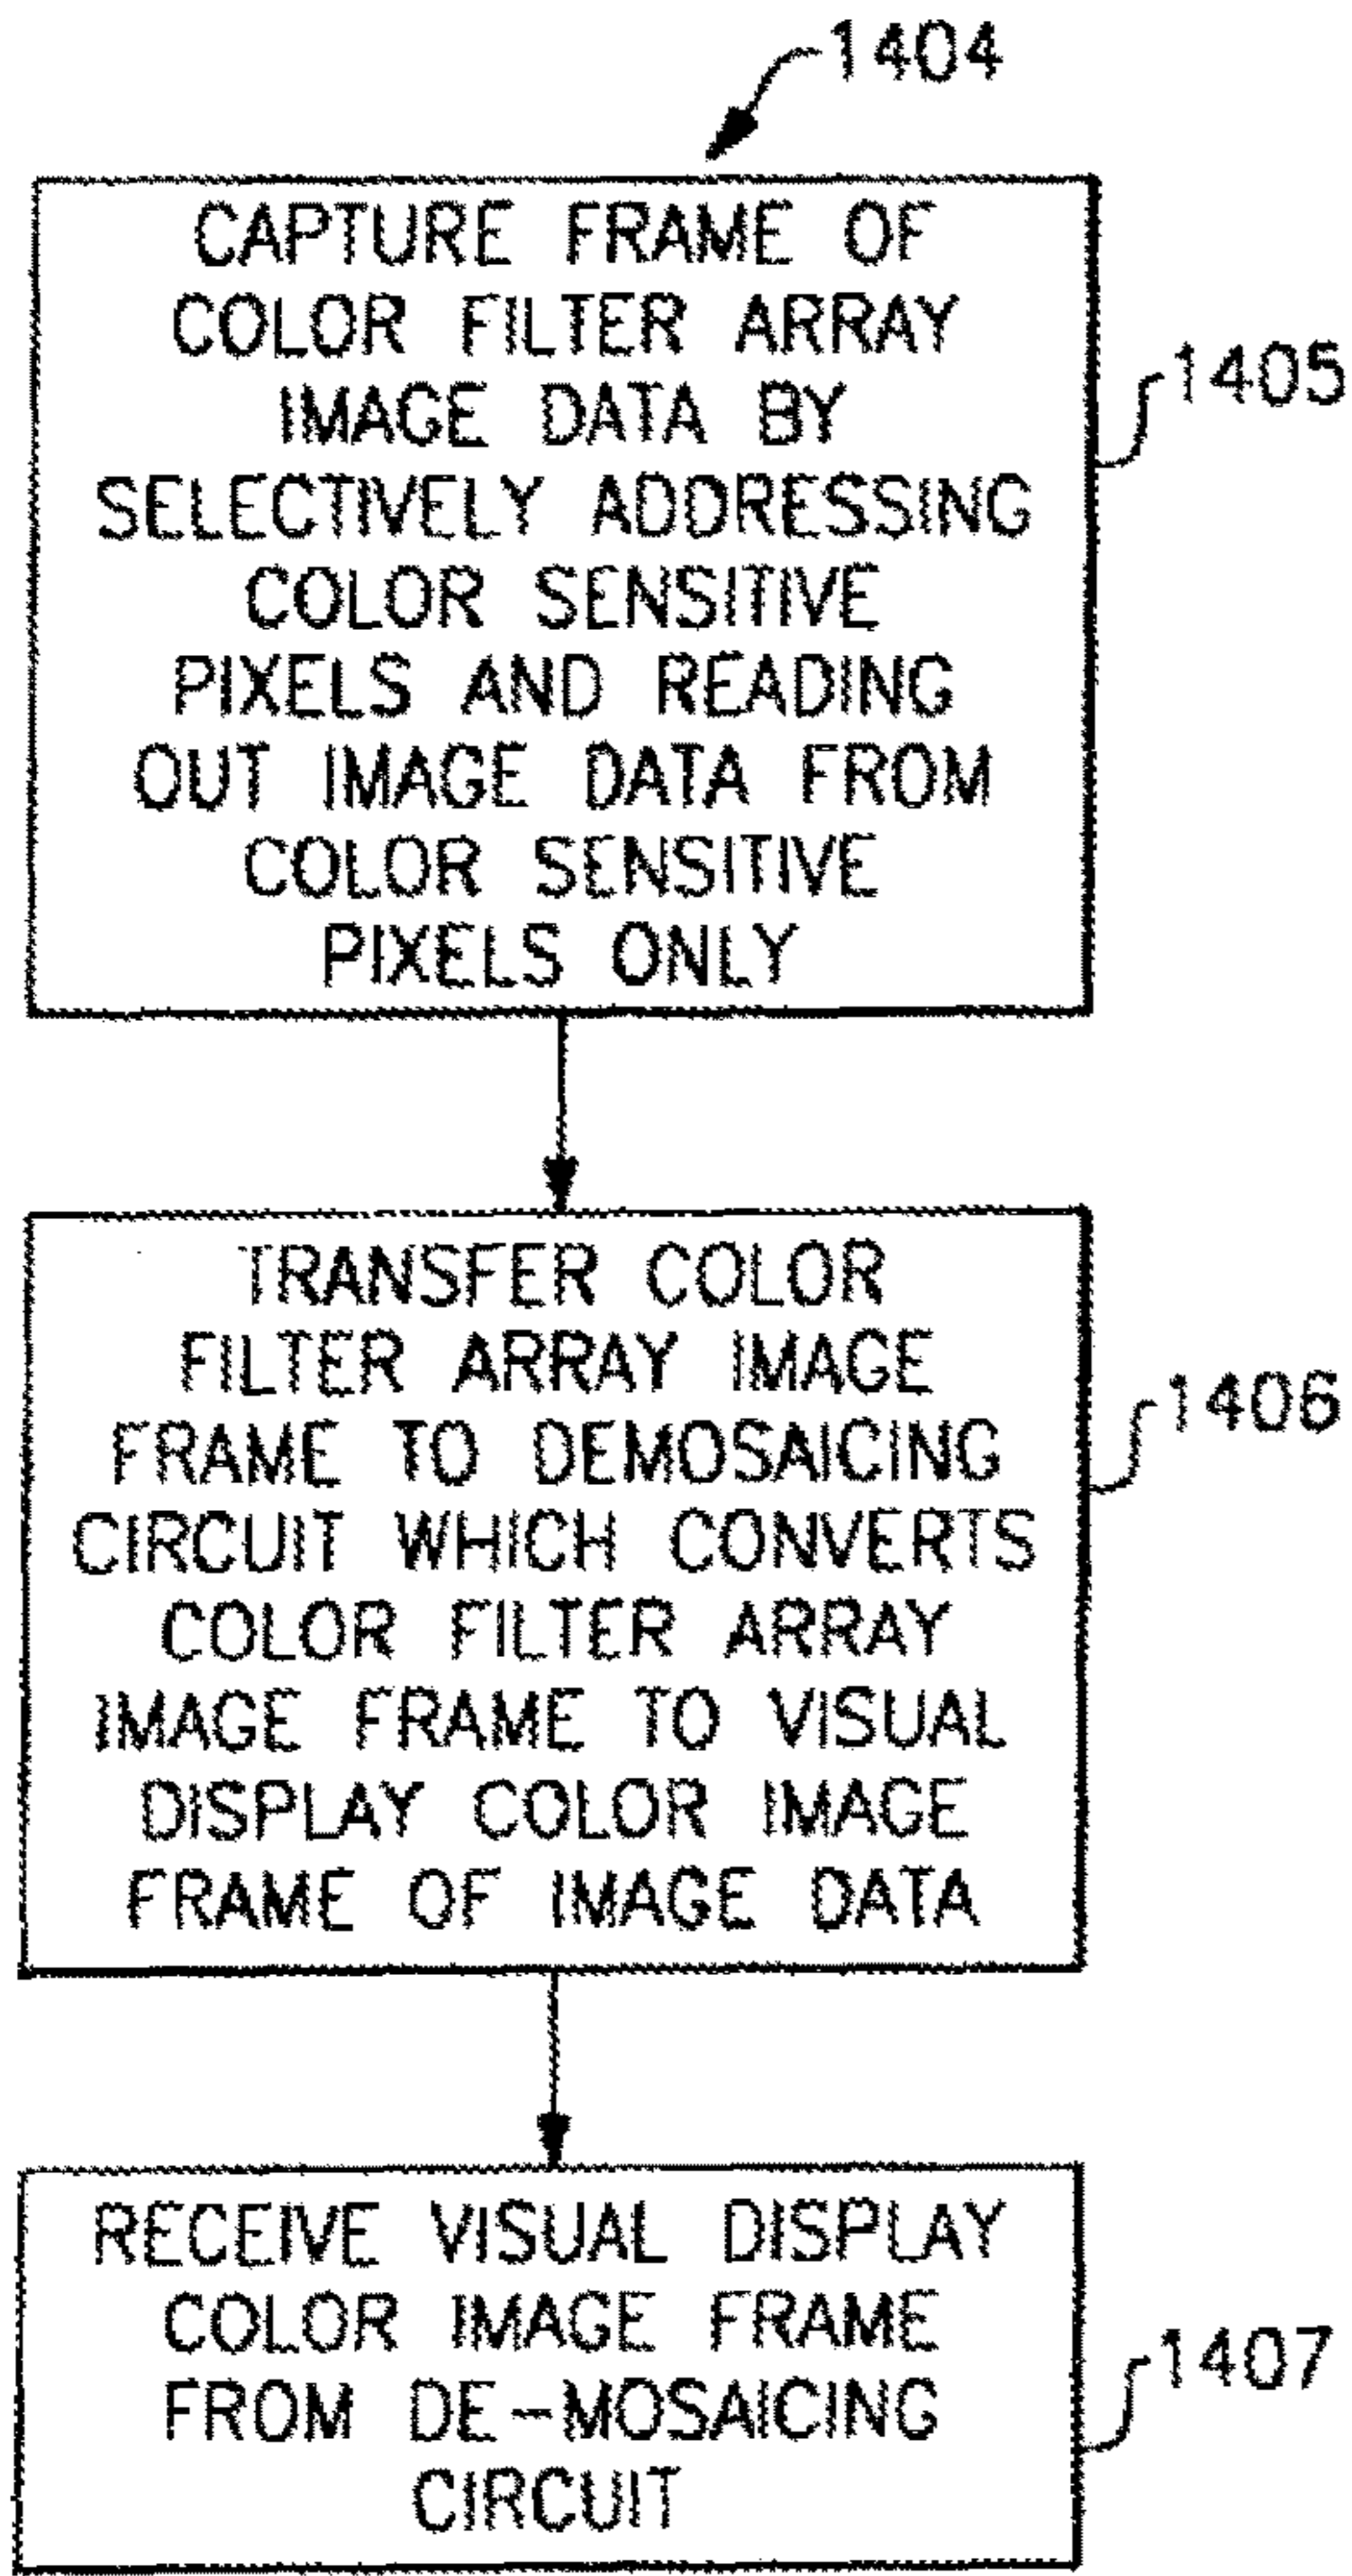 1404
CAPTURE FRAME OF
COLOR FILTER ARRAY
IMAGE DATA BY
SELECTIVELY ADDRESSING
COLOR SENSITIVE
PIXELS AND READING
OUT IMAGE DATA FROM
COLOR SENSITIVE
PIXELS ONLY
1405
TRANSFER COLOR
FILTER ARRAY IMAGE
FRAME TO DEMOSAICING
CIRCUIT WHICH CONVERTS
COLOR FILTER ARRAY
IMAGE FRAME TO VISUAL
DISPLAY COLOR IMAGE
FRAME OF IMAGE DATA
1406
RECEIVE VISUAL DISPLAY
COLOR IMAGE FRAME
FROM DE-MOSAICING
CIRCUIT
1407